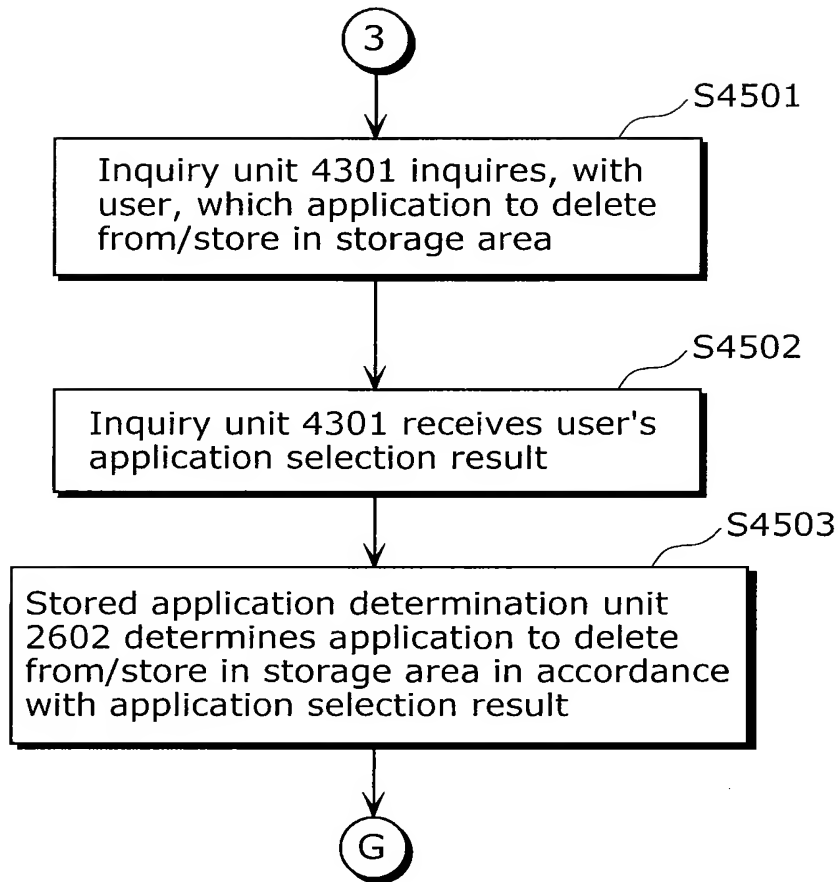 3
S4501
Inquiry unit 4301 inquires, with
user, which application to delete
from/store in storage area
S4502
Inquiry unit 4301 receives user's
application selection result
S4503
Stored application determination unit
2602 determines application to delete
from/store in storage area in accordance
with application selection result
G